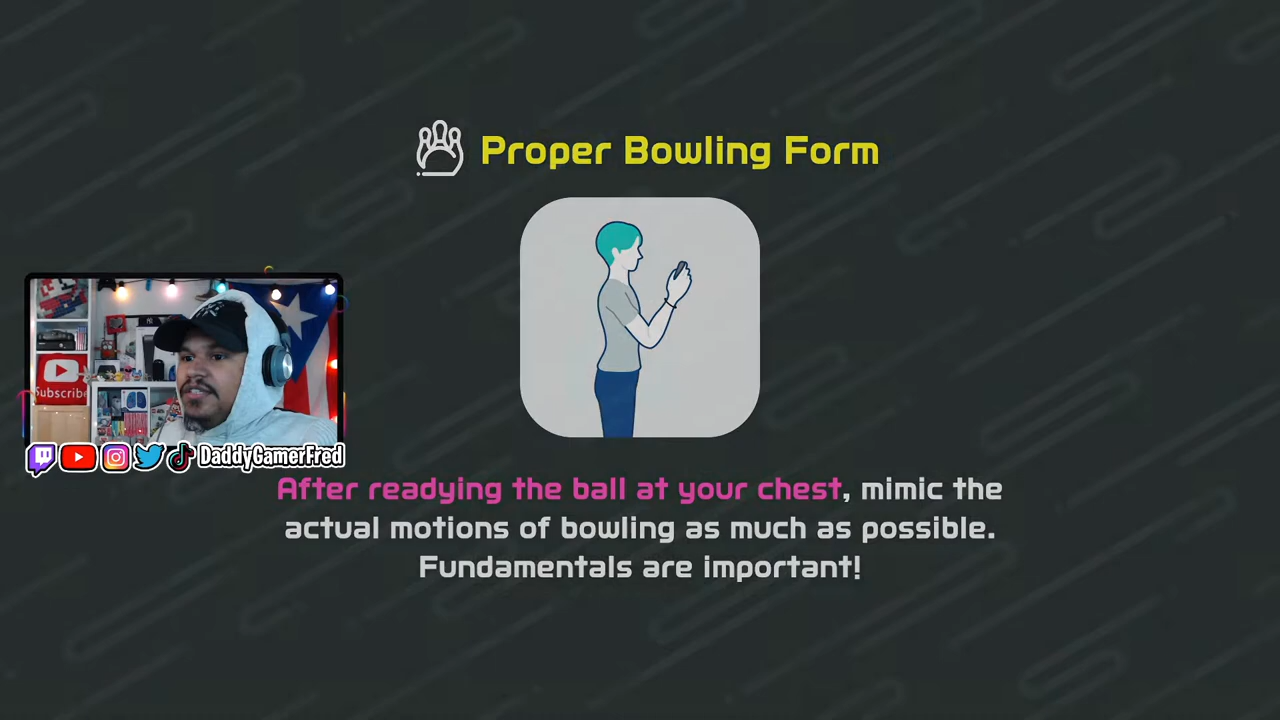 Proper Bowling Form
Subscribe
DaddyGamerFred
After readying the ball at your chest, mimic the
actual motions of bowling as much as possible.
Fundamentals are important!